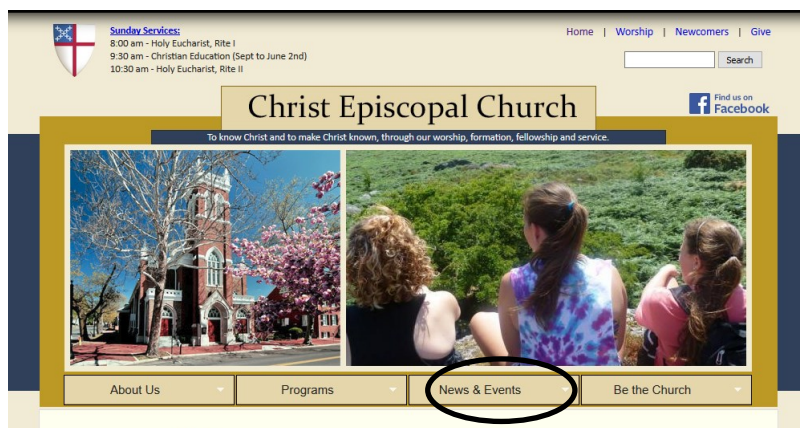 Sunday Services:
8:00 am - Holy Eucharist, Rite I
9:30 am - Christian Education (Sept to June 2nd)
10:30 am - Holy Eucharist, Rite II
Home | Worship | Newcomers | Give
Search
Find us on
Facebook
Christ Episcopal Church
To know Christ and to make Christ known, through our worship, formation, fellowship and service.
About Us
Programs
News & Events
Be the Church